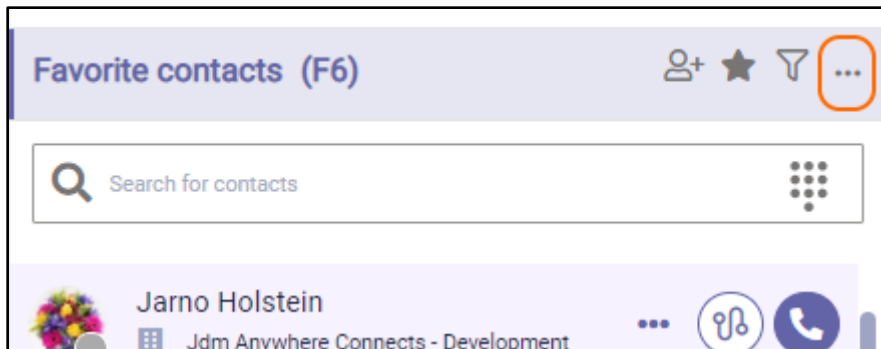 Favorite contacts (F6)
Search for contacts
Jarno Holstein
Jdm Anywhere Connects - Development